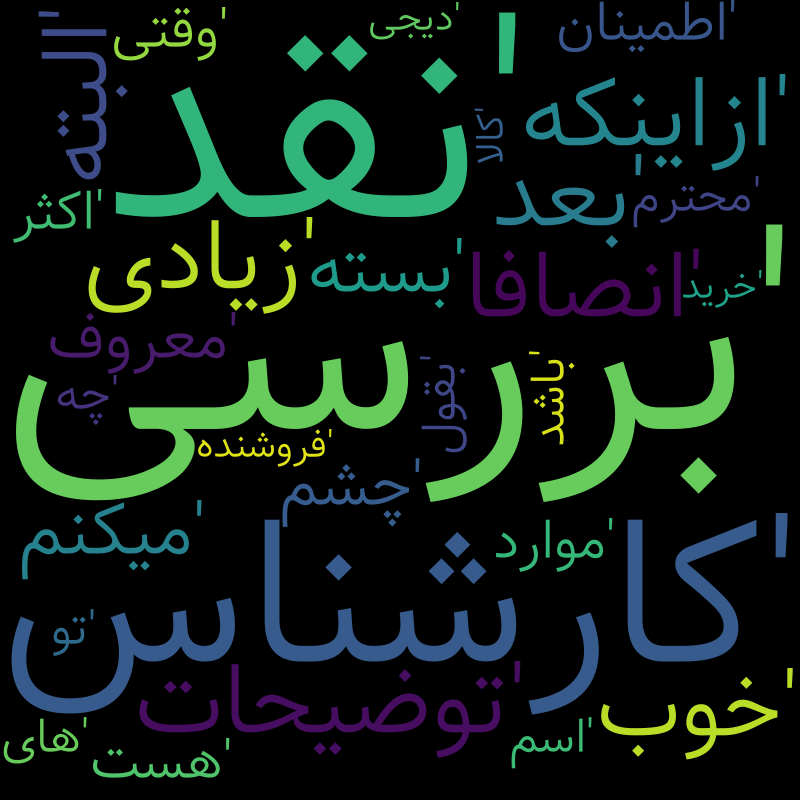 'وقتی
'دیجی
'اطمینان
'البته
'نقد
'کالا
'ازاینکه
'بعد
'محترم
'اکثر
'زیادی
'بسته
'انصافا
'خرید
'معروف
'بررسی
'چه
'بقول
'باشد
'فروشنده
'چشم
'میکنم
'موارد
'کارشناس
'تو
'توضیحات
'خوب
'های
'هست
'اسم